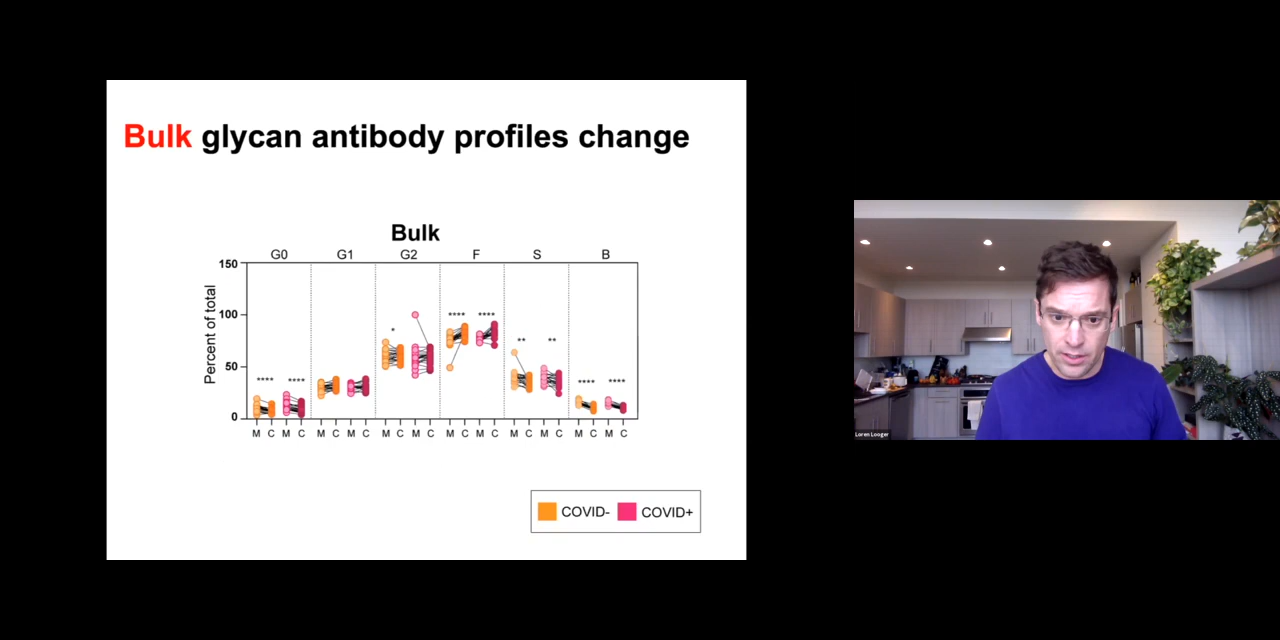 Bulk glycan antibody profiles change
Bulk
G0 G1 G2 F S B
150
100
50
0
Percent of total
**** **** * **** **** ** ** **** ****
M C M C M C M C M C M C M C M C M C M C M C M C
COVID- COVID+
Loren Looger